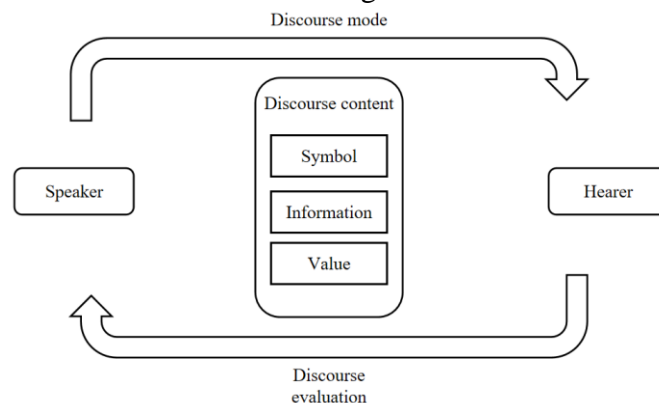 Discourse mode
Discourse content
Symbol
Speaker
Information
Hearer
Value
Discourse
evaluation